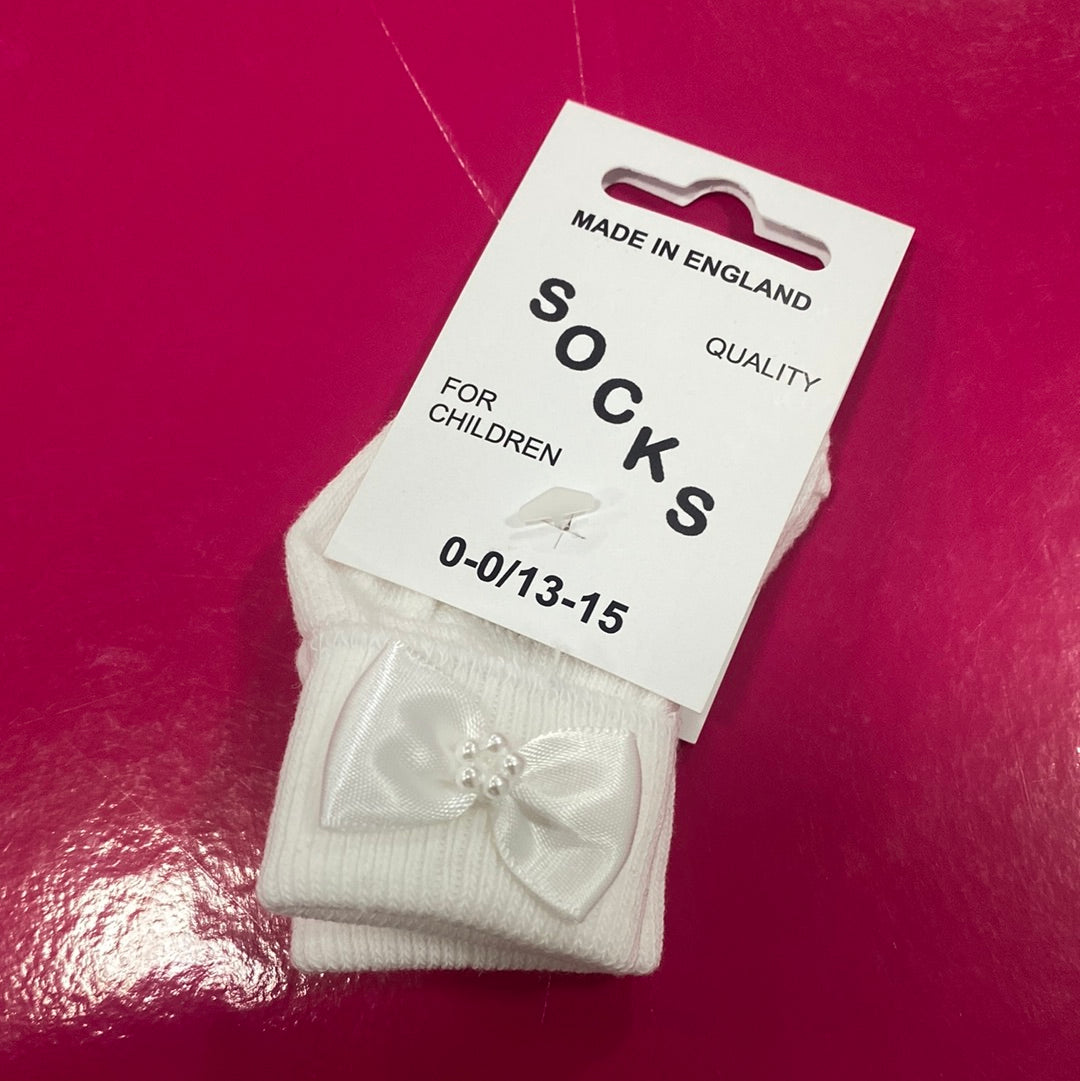 MADE IN ENGLAND
SOCKS
QUALITY
FOR
CHILDREN
0-0/13-15